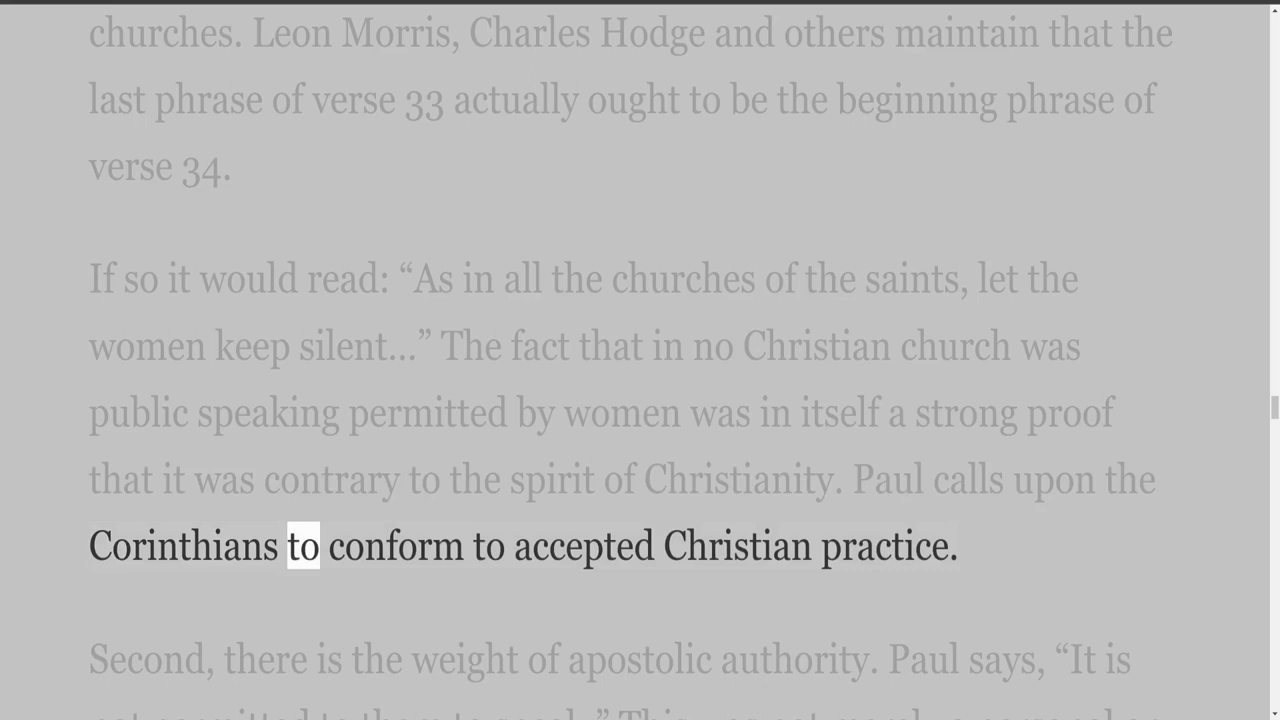 churches. Leon Morris, Charles Hodge and others maintain that the
last phrase of verse 33 actually ought to be the beginning phrase of
verse 34.
If so it would read: “As in all the churches of the saints, let the
women keep silent…” The fact that in no Christian church was
public speaking permitted by women was in itself a strong proof
that it was contrary to the spirit of Christianity. Paul calls upon the
Corinthians to conform to accepted Christian practice.
Second, there is the weight of apostolic authority. Paul says, “It is